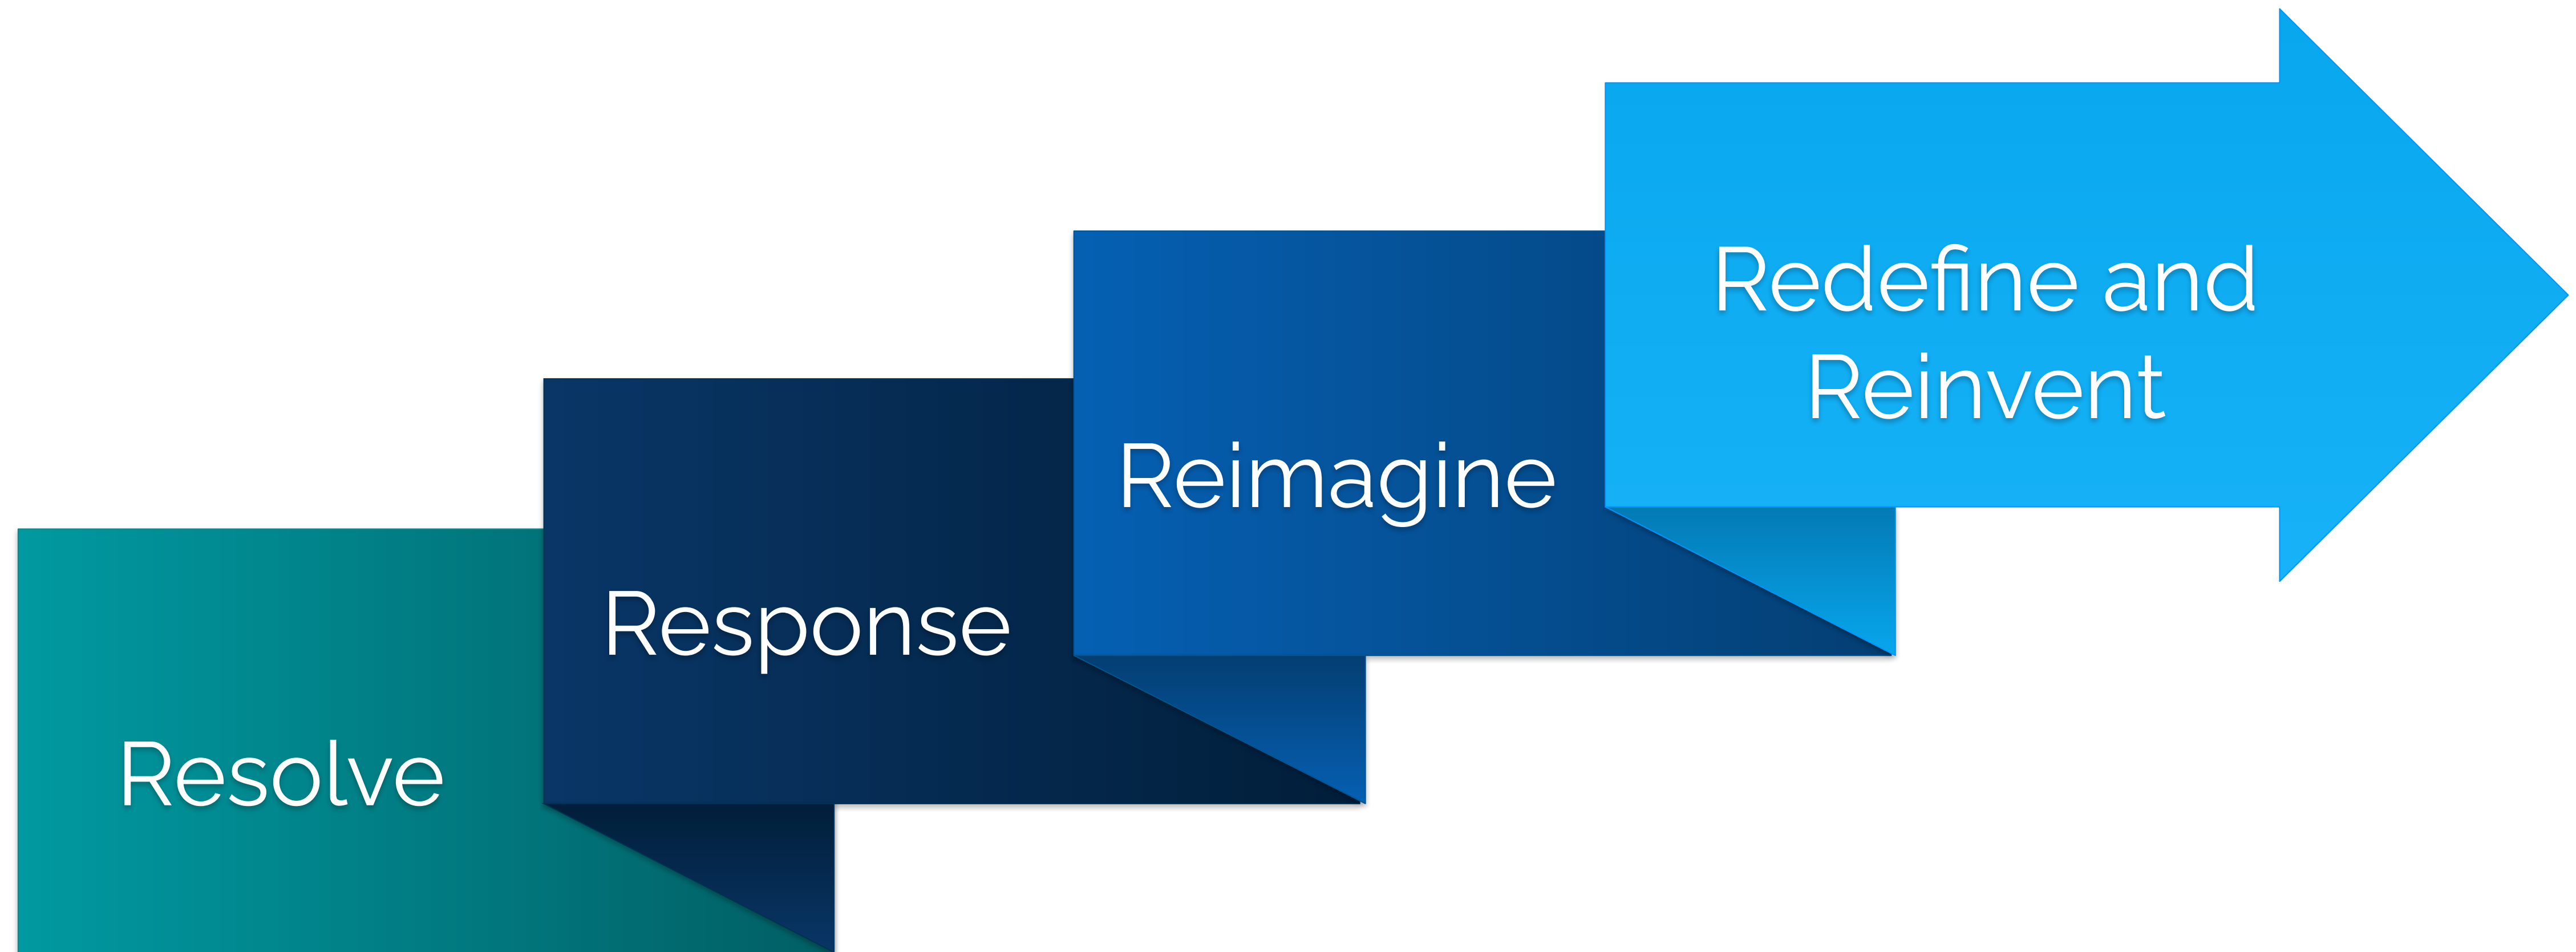 Resolve
Response
Reimagine
Redefine and
Reinvent